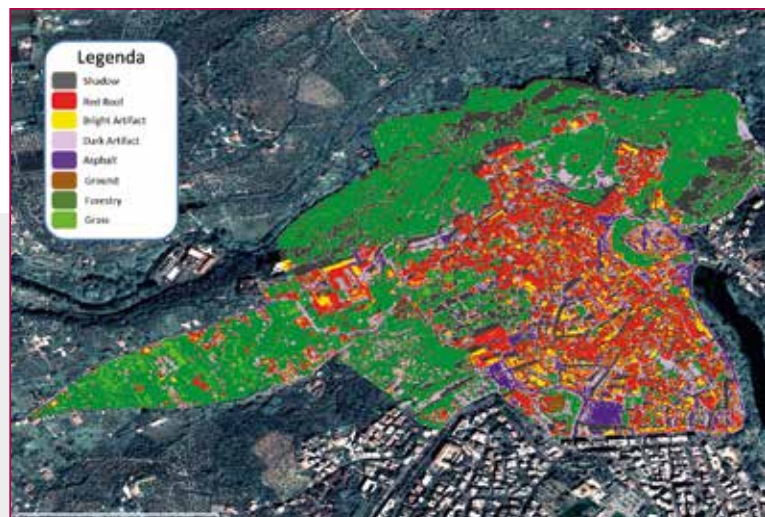 Legenda
Shadow
Red Roof
Bright Artifact
Dark Artifact
Asphalt
Ground
Forestry
Grass